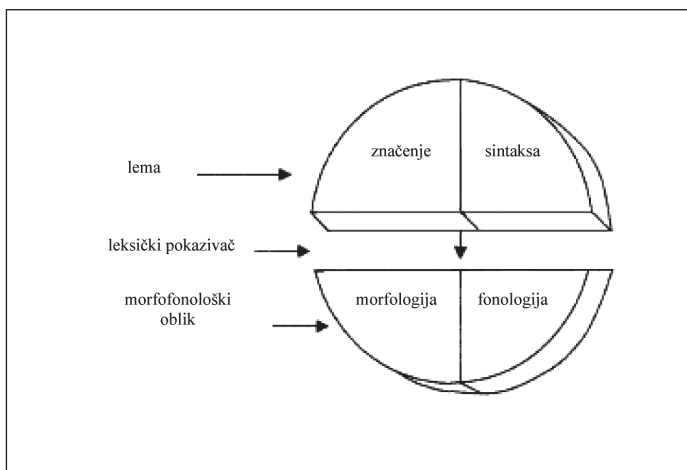 značenje
sintaksa
lema
leksički pokazivač
morfofonološki
oblik
morfologija
fonologija